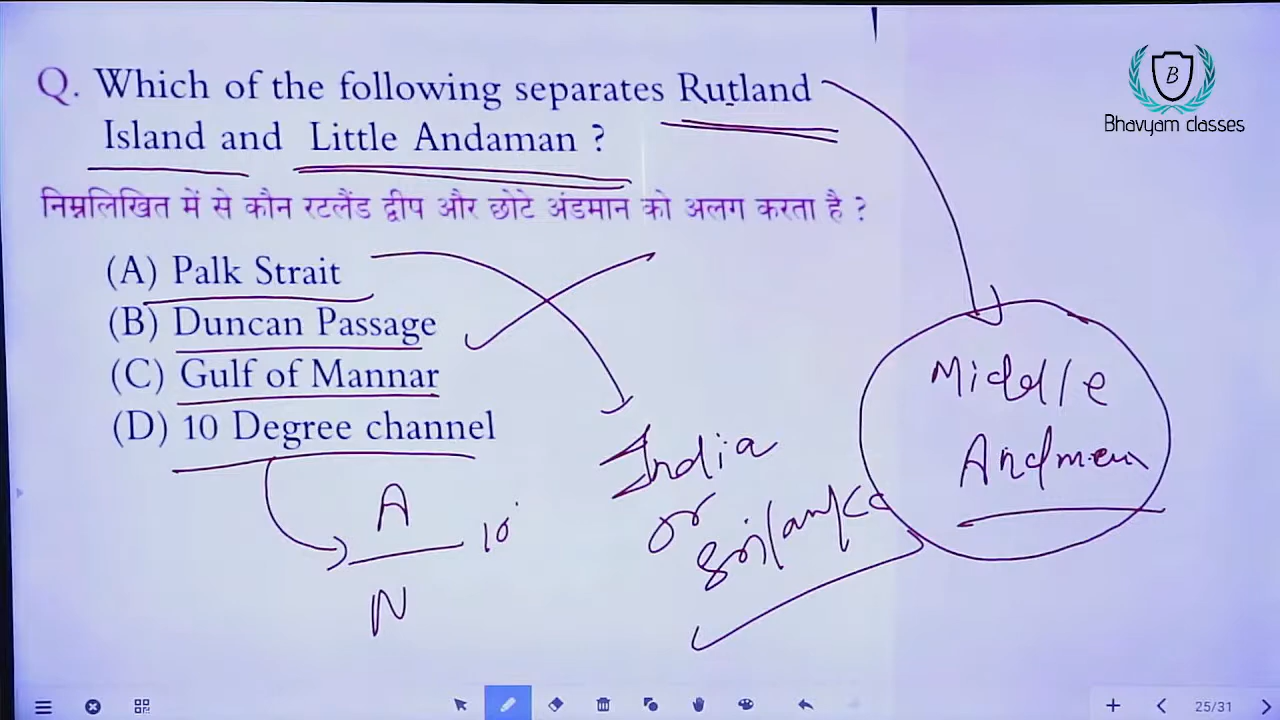 Q. Which of the following separates Rutland
Island and Little Andaman ?
निम्नलिखित में से कौन रटलैंड द्वीप और छोटे अंडमान को अलग करता है ?
(A) Palk Strait
(B) Duncan Passage
(C) Gulf of Mannar
(D) 10 Degree channel
B
Bhavyam classes
Middle
Andman
India
or
Srilanka
A
10°
N
25/31